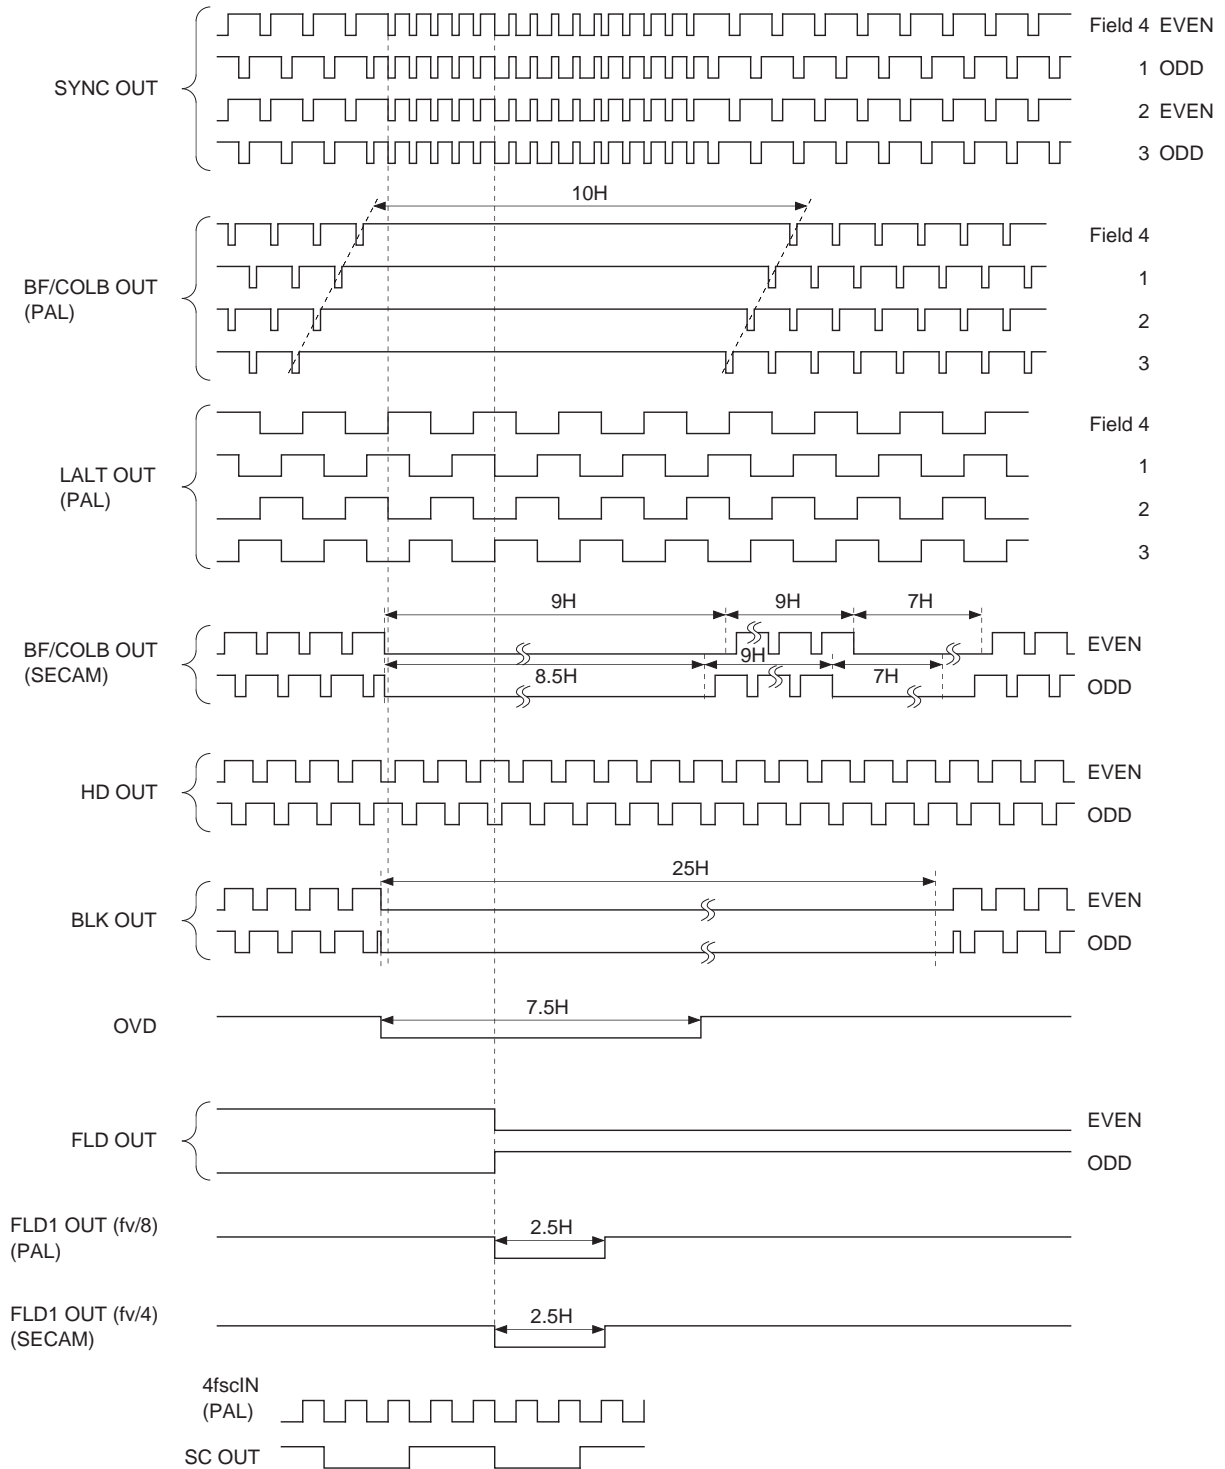 Field 4 EVEN
SYNC OUT
1 ODD
2 EVEN
3 ODD
10H
BF/COLB OUT
(PAL)
Field 4
1
2
3
LALT OUT
(PAL)
Field 4
1
2
3
9H
9H
7H
BF/COLB OUT
(SECAM)
EVEN
8.5H
9H
7H
ODD
HD OUT
EVEN
ODD
25H
BLK OUT
EVEN
ODD
OVD
7.5H
FLD OUT
EVEN
ODD
FLD1 OUT (fv/8)
(PAL)
2.5H
FLD1 OUT (fv/4)
(SECAM)
2.5H
4fscIN
(PAL)
SC OUT